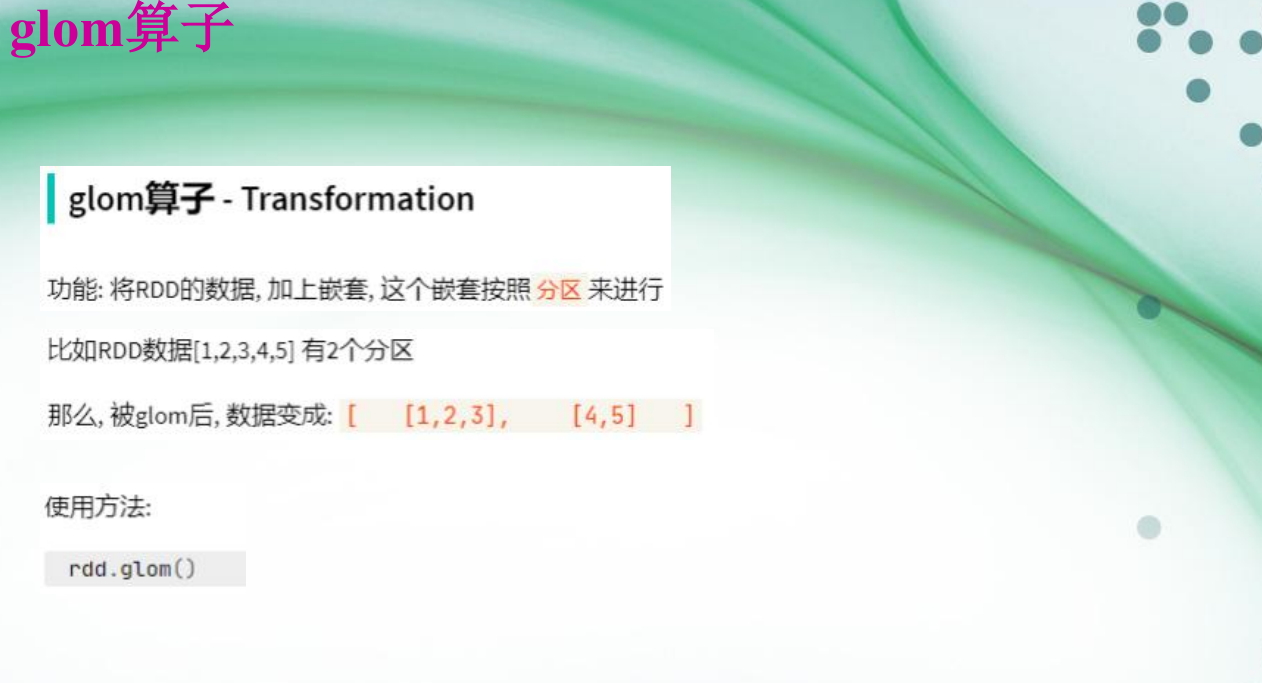 glom算子
glom算子 - Transformation
功能: 将RDD的数据, 加上嵌套, 这个嵌套按照 分区 来进行
比如RDD数据[1,2,3,4,5] 有2个分区
那么, 被glom后, 数据变成: [ [1,2,3], [4,5] ]
使用方法:
rdd.glom()